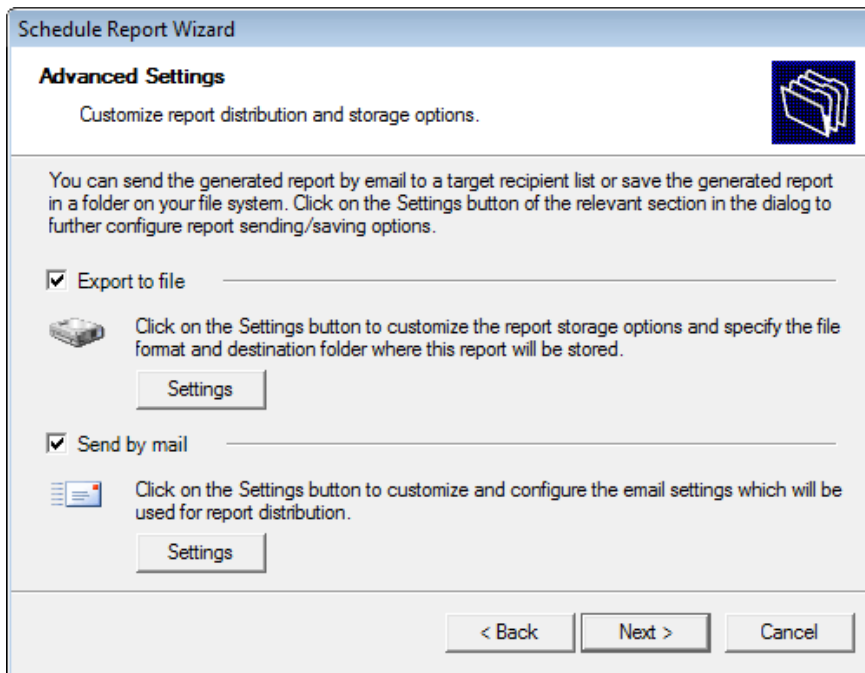 Schedule Report Wizard
Advanced Settings
Customize report distribution and storage options.
You can send the generated report by email to a target recipient list or save the generated report
in a folder on your file system. Click on the Settings button of the relevant section in the dialog to
further configure report sending/saving options.
Export to file
Click on the Settings button to customize the report storage options and specify the file
format and destination folder where this report will be stored.
Settings
Send by mail
Click on the Settings button to customize and configure the email settings which will be
used for report distribution.
Settings
< Back Next > Cancel